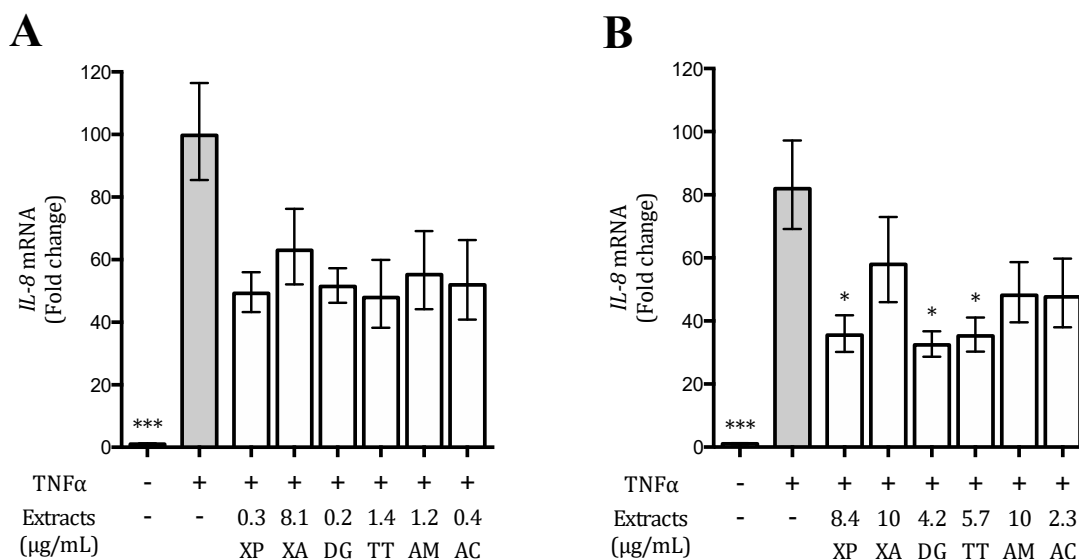 A
120
100
80
60
40
20
0
IL-8 mRNA
(Fold change)
***
TNFα - + + + + + + +
Extracts - - 0.3 8.1 0.2 1.4 1.2 0.4
(µg/mL) XP XA DG TT AM AC
B
120
100
80
60
40
20
0
IL-8 mRNA
(Fold change)
*** * * *
TNFα - + + + + + + +
Extracts - - 8.4 10 4.2 5.7 10 2.3
(µg/mL) XP XA DG TT AM AC